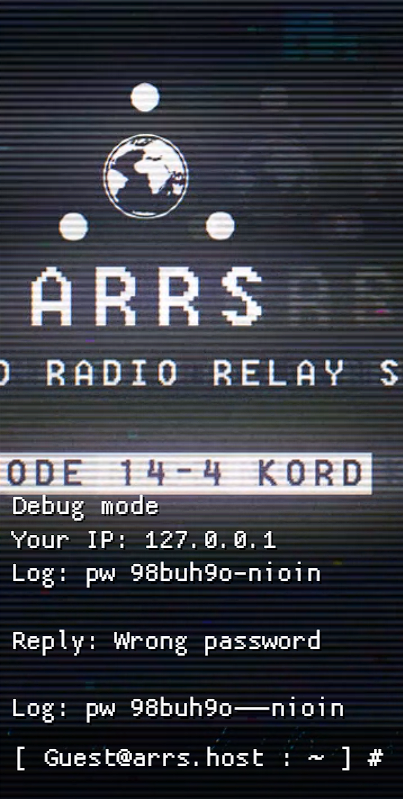 ARRS
O RADIO RELAY S
ODE 14-4 KORD
Debug mode
Your IP: 127.0.0.1
Log: pw 98buh9o-nioin
Reply: Wrong password
Log: pw 98buh9o——nioin
[ Guest@arrs.host : ~ ] #